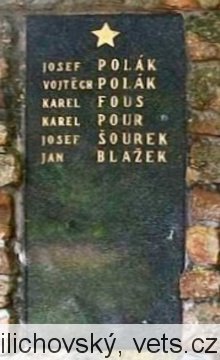 JOSEF POLÁK
VOJTĚCH POLÁK
KAREL FOUS
KAREL POUR
JOSEF ŠOUREK
JAN BLAŽEK
ilichovský, vets.cz